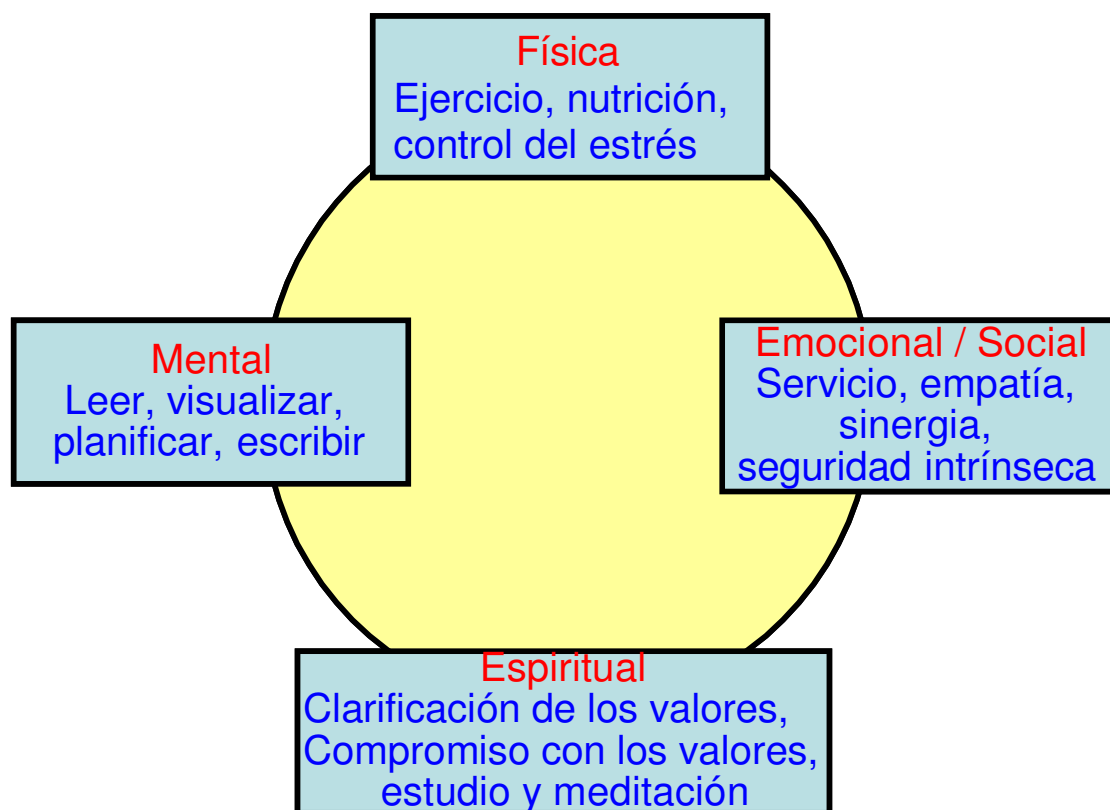 Física
Ejercicio, nutrición,
control del estrés
Mental
Leer, visualizar,
planificar, escribir
Emocional / Social
Servicio, empatía,
sinergia,
seguridad intrínseca
Espiritual
Clarificación de los valores,
Compromiso con los valores,
estudio y meditación